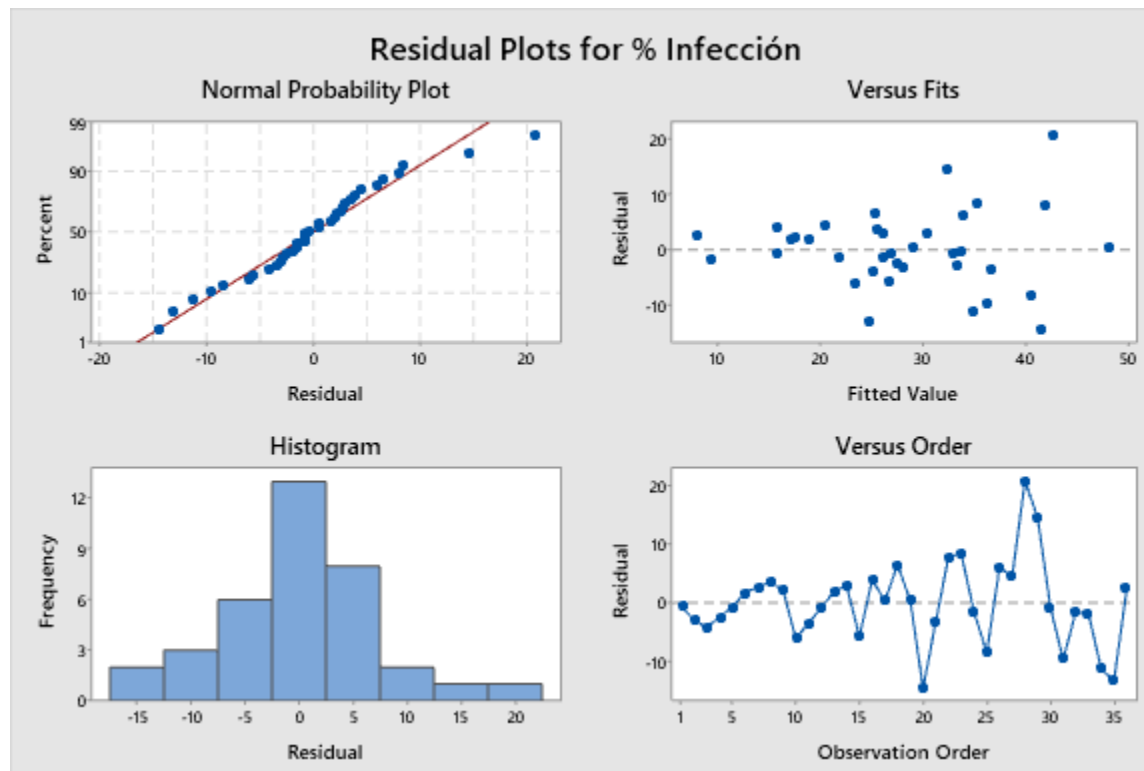 Residual Plots for % Infección
Normal Probability Plot
99
90
50
10
1
Percent
-20 -10 0 10 20
Residual
Versus Fits
20
10
0
-10
Residual
10 20 30 40 50
Fitted Value
Histogram
12
9
6
3
0
Frequency
-15 -10 -5 0 5 10 15 20
Residual
Versus Order
20
10
0
-10
Residual
1 5 10 15 20 25 30 35
Observation Order